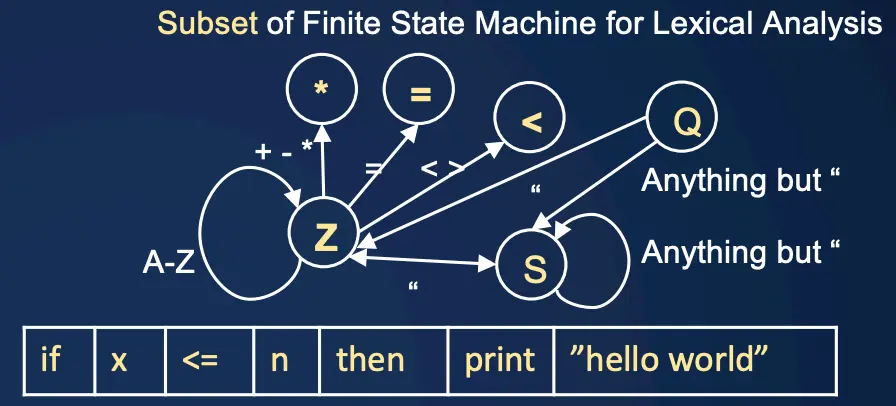 Subset of Finite State Machine for Lexical Analysis
* = < Q
+ - * = < > “ Anything but “
Z S Anything but “
A-Z “
if x <= n then print ”hello world”